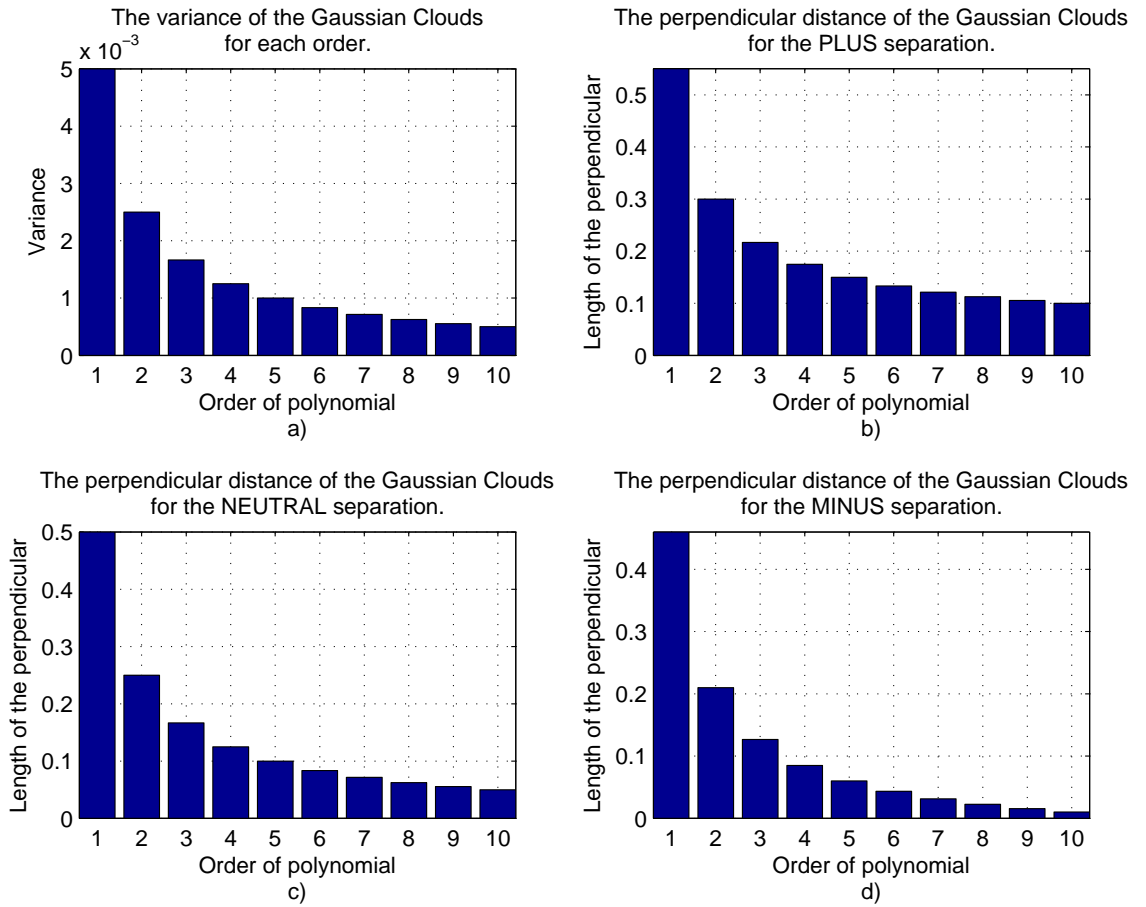 The variance of the Gaussian Clouds
for each order.
x 10⁻³
5
4
3
2
1
0
Variance
1 2 3 4 5 6 7 8 9 10
Order of polynomial
a)
The perpendicular distance of the Gaussian Clouds
for the PLUS separation.
0.5
0.4
0.3
0.2
0.1
0
Length of the perpendicular
1 2 3 4 5 6 7 8 9 10
Order of polynomial
b)
The perpendicular distance of the Gaussian Clouds
for the NEUTRAL separation.
0.5
0.4
0.3
0.2
0.1
0
Length of the perpendicular
1 2 3 4 5 6 7 8 9 10
Order of polynomial
c)
The perpendicular distance of the Gaussian Clouds
for the MINUS separation.
0.4
0.3
0.2
0.1
0
Length of the perpendicular
1 2 3 4 5 6 7 8 9 10
Order of polynomial
d)